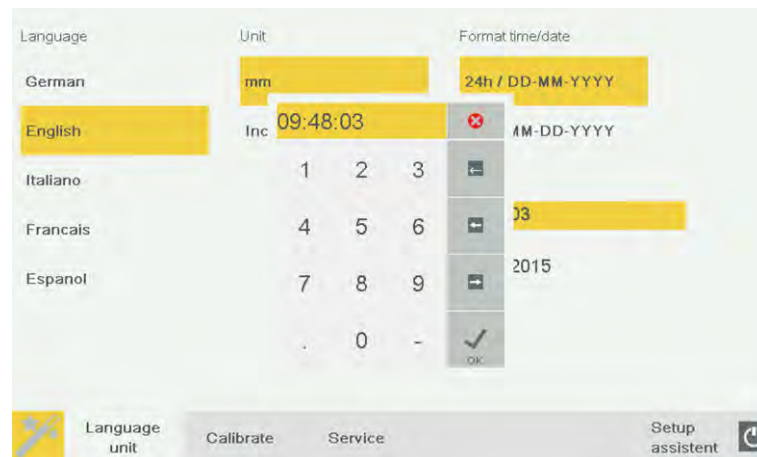 Language Unit Format time/date
German mm 24h / DD-MM-YYYY
09:48:03
English Inc M-DD-YYYY
1 2 3
Italiano
03
Francais 4 5 6
2015
Espanol 7 8 9
. 0 -
OK
Language
unit
Calibrate Service
Setup
assistent